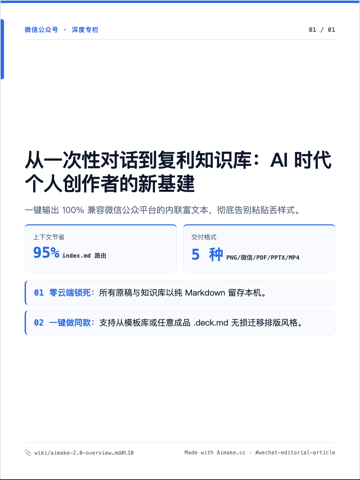 微信公众号 · 深度专栏
01 / 01
从一次性对话到复利知识库：AI 时代
个人创作者的新基建
一键输出 100% 兼容微信公众平台的内联富文本，彻底告别粘贴丢样式。
上下文节省
95% index.md 路由
交付格式
5 种 PNG/微信/PDF/PPTX/MP4
01 零云端锁死：所有原稿与知识库以纯 Markdown 留存本机。
02 一键做同款：支持从模板库或任意成品 .deck.md 无损迁移排版风格。
wiki/aimake-2.0-overview.md#L18
Made with Aimake.cc · #wechat-editorial-article